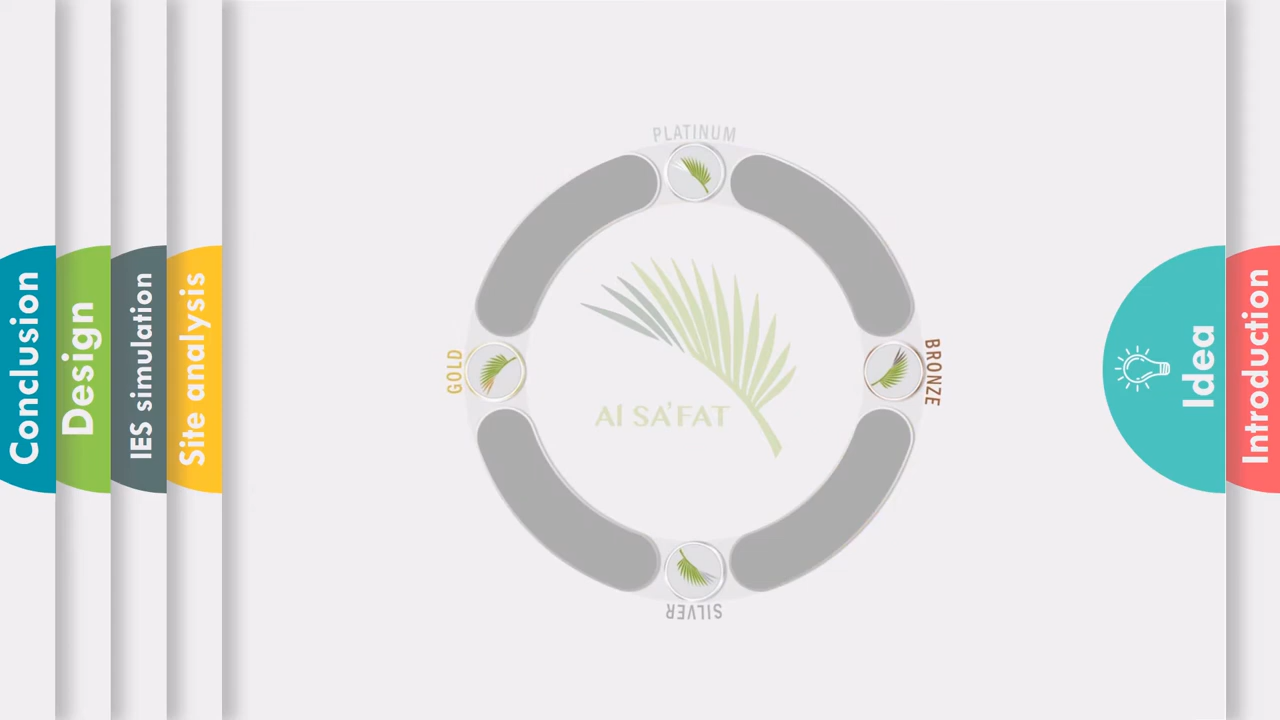 Conclusion
Design
IES simulation
Site analysis
PLATINUM
GOLD
Al SA'FAT
BRONZE
SILVER
Idea
Introduction